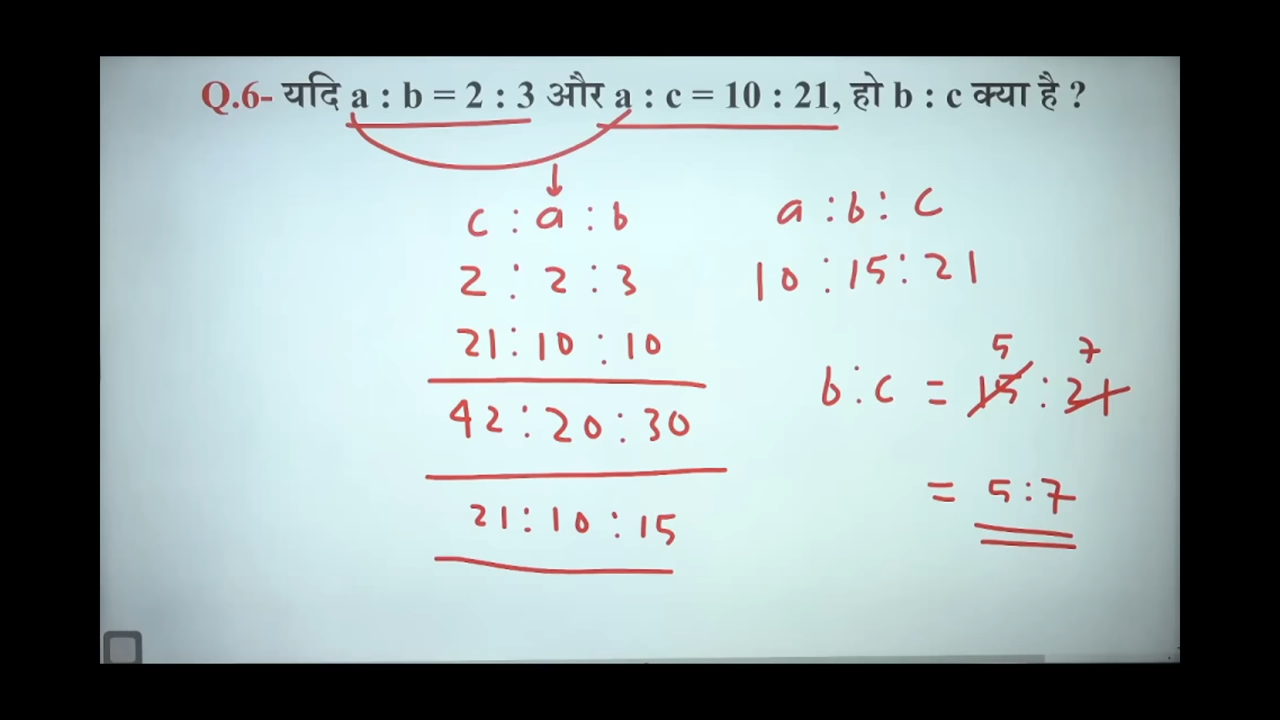 Q.6- यदि a : b = 2 : 3 और a : c = 10 : 21, हो b : c क्या है ?
c : a : b
2 : 2 : 3
21 : 10 : 10
42 : 20 : 30
21 : 10 : 15
a : b : c
10 : 15 : 21
5 7
b : c = 15 : 21
= 5 : 7